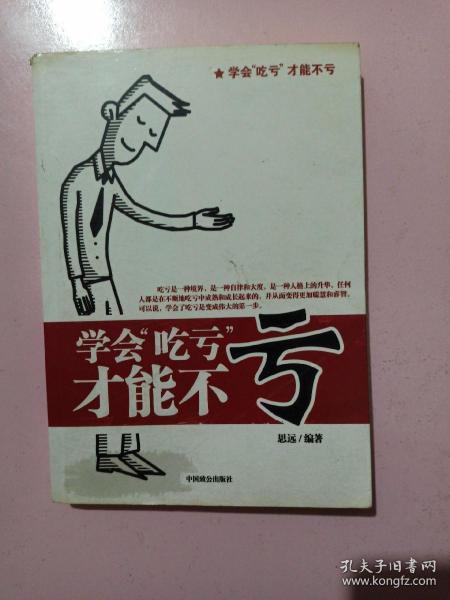 ★ 学会“吃亏”才能不亏
吃亏是一种境界，是一种自律和大度，是一种人格上的升华，任何
人都是在不断地吃亏中成熟和成长起来的，并从而变得更加聪慧和睿智。
可以说，学会了吃亏是变成伟大的第一步。
学会“吃亏”
才能不亏
思远/编著
中国致公出版社
孔夫子旧书网
www.kongfz.com